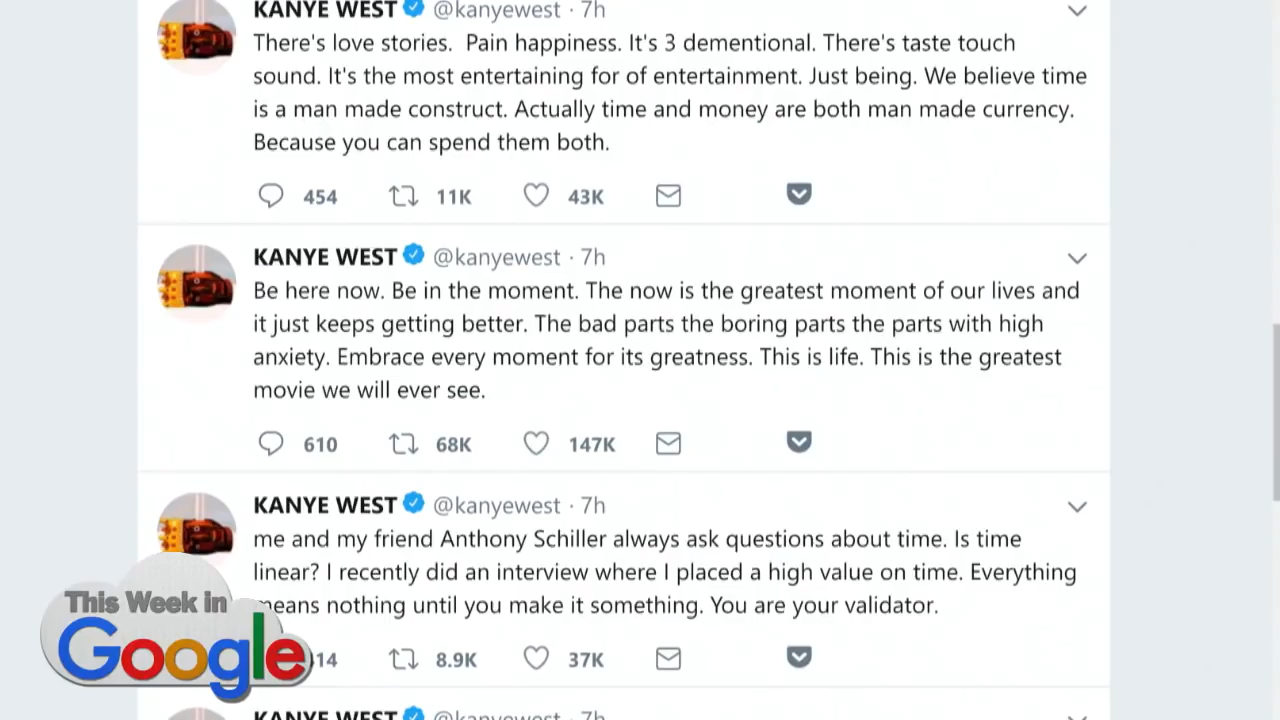 KANYE WEST @kanyewest · 7h
There's love stories.  Pain happiness. It's 3 dementional. There's taste touch
sound. It's the most entertaining for of entertainment. Just being. We believe time
is a man made construct. Actually time and money are both man made currency.
Because you can spend them both.
454 11K 43K
KANYE WEST @kanyewest · 7h
Be here now. Be in the moment. The now is the greatest moment of our lives and
it just keeps getting better. The bad parts the boring parts the parts with high
anxiety. Embrace every moment for its greatness. This is life. This is the greatest
movie we will ever see.
610 68K 147K
KANYE WEST @kanyewest · 7h
me and my friend Anthony Schiller always ask questions about time. Is time
linear? I recently did an interview where I placed a high value on time. Everything
means nothing until you make it something. You are your validator.
14 8.9K 37K
This Week in
Google
KANYE WEST @kanyewest · 7h